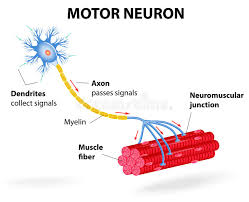 MOTOR NEURON
Axon
passes signals
Dendrites
collect signals
Neuromuscular
junction
Myelin
Muscle
fiber